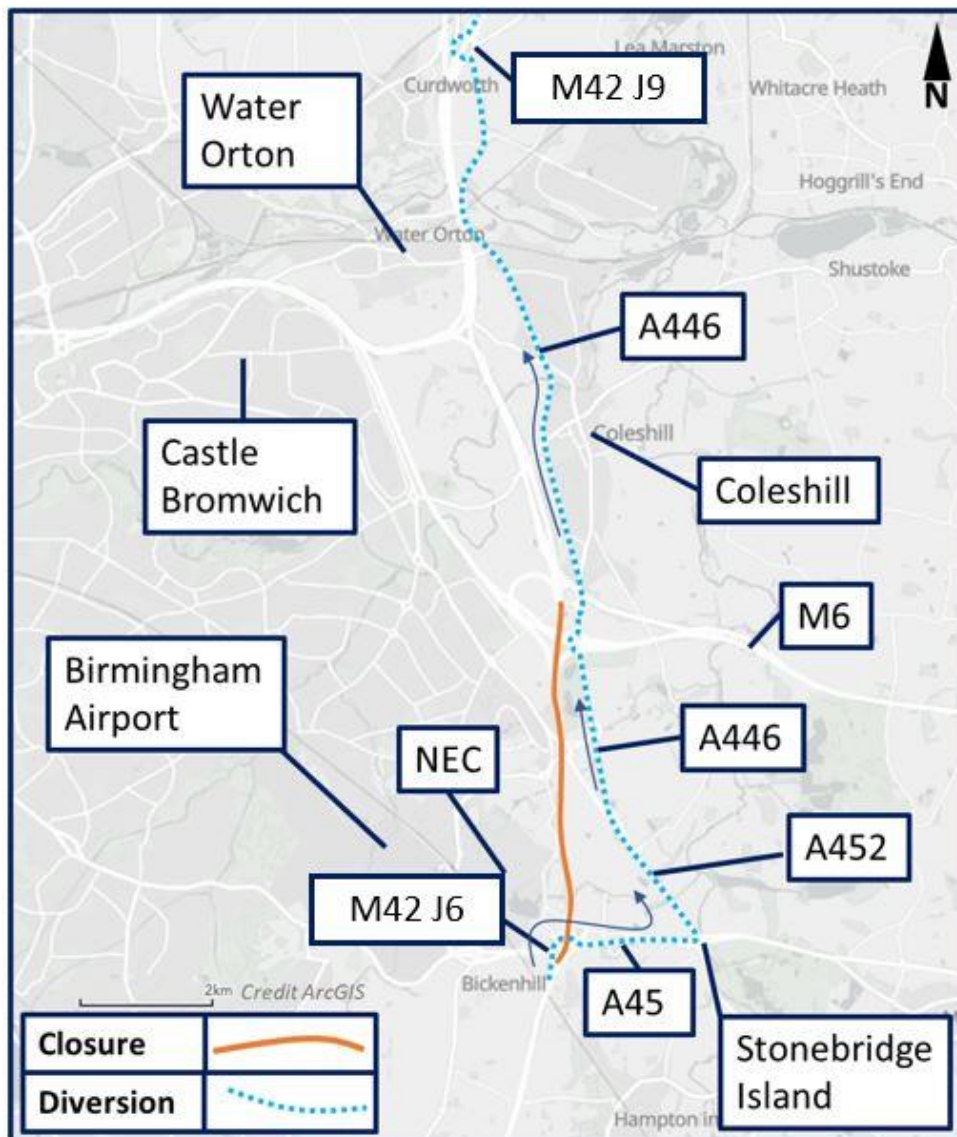 Lea Marston
N
Curdworth
M42 J9
Whitacre Heath
Water
Orton
Hoggrill's End
Water Orton
Shustoke
A446
Castle
Bromwich
Coleshill
Coleshill
M6
Birmingham
Airport
NEC
A446
A452
M42 J6
Bickenhill
2km
Credit ArcGIS
A45
Stonebridge
Island
Closure
Diversion
Hampton in